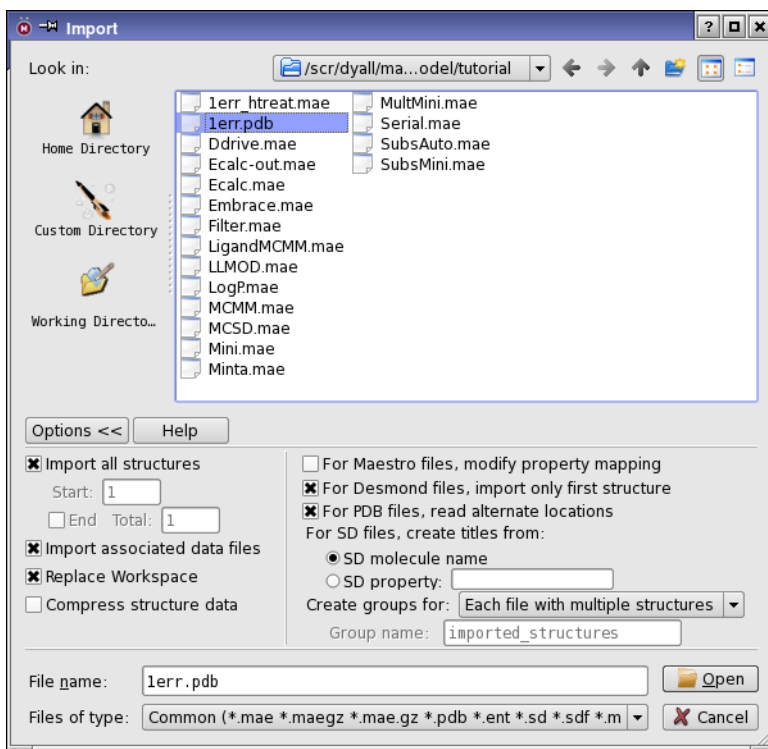 Import
Look in: /scr/dyall/ma...odel/tutorial
Home Directory
Custom Directory
Working Directo...
1err_htreat.mae
1err.pdb
Ddrive.mae
Ecalc-out.mae
Ecalc.mae
Embrace.mae
Filter.mae
LigandMCMM.mae
LLMOD.mae
LogP.mae
MCMM.mae
MCSD.mae
Mini.mae
Minta.mae
MultMini.mae
Serial.mae
SubsAuto.mae
SubsMini.mae
Options << Help
Import all structures
Start: 1
End Total: 1
Import associated data files
Replace Workspace
Compress structure data
For Maestro files, modify property mapping
For Desmond files, import only first structure
For PDB files, read alternate locations
For SD files, create titles from:
SD molecule name
SD property:
Create groups for: Each file with multiple structures
Group name: imported_structures
File name: 1err.pdb Open
Files of type: Common (*.mae *.maegz *.mae.gz *.pdb *.ent *.sd *.sdf *.m Cancel